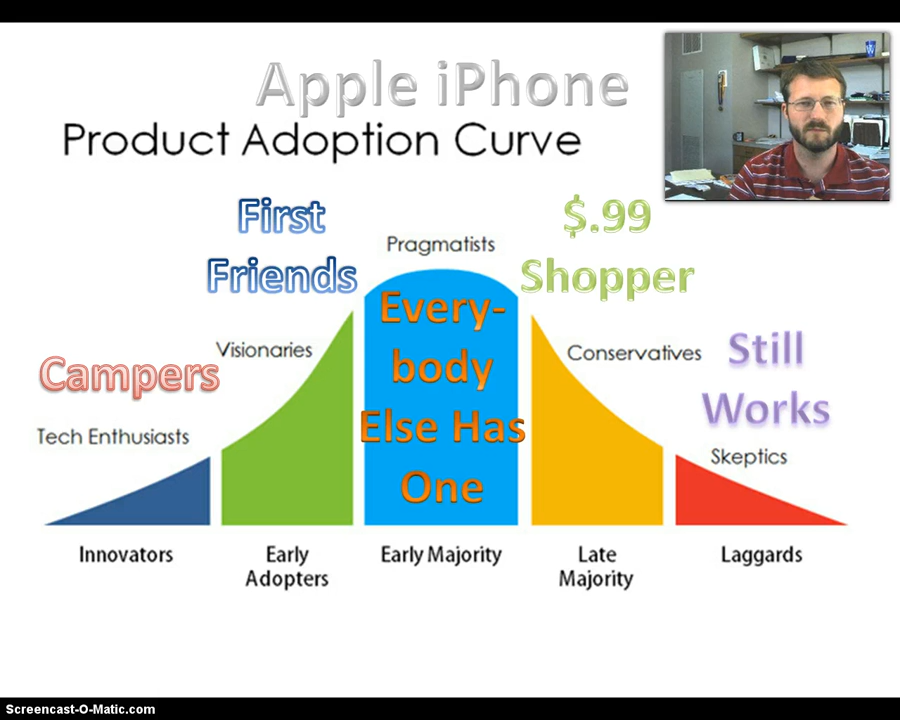 Apple iPhone
Product Adoption Curve
First
Friends
$.99
Shopper
Pragmatists
Every-
body
Else Has
One
Visionaries
Conservatives
Still
Works
Campers
Tech Enthusiasts
Skeptics
Innovators
Early
Adopters
Early Majority
Late
Majority
Laggards
Screencast-O-Matic.com